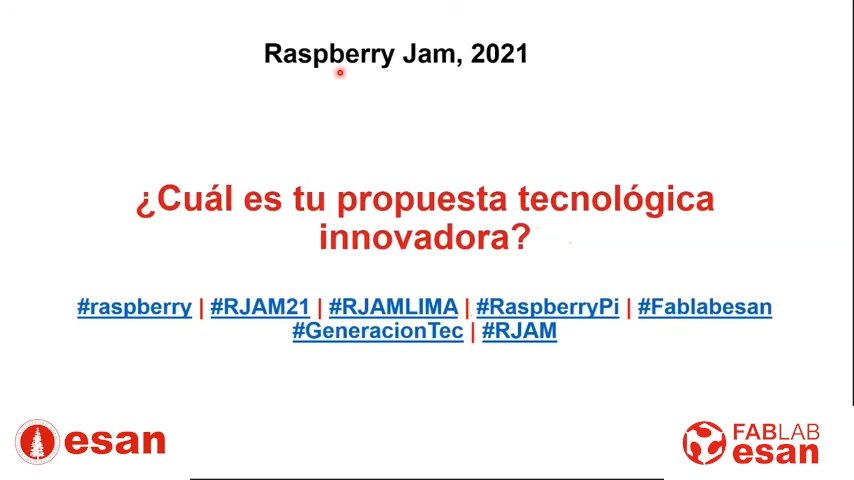 Raspberry Jam, 2021
¿Cuál es tu propuesta tecnológica
innovadora?
#raspberry | #RJAM21 | #RJAMLIMA | #RaspberryPi | #Fablabesan
#GeneracionTec | #RJAM
esan
FABLAB
esan